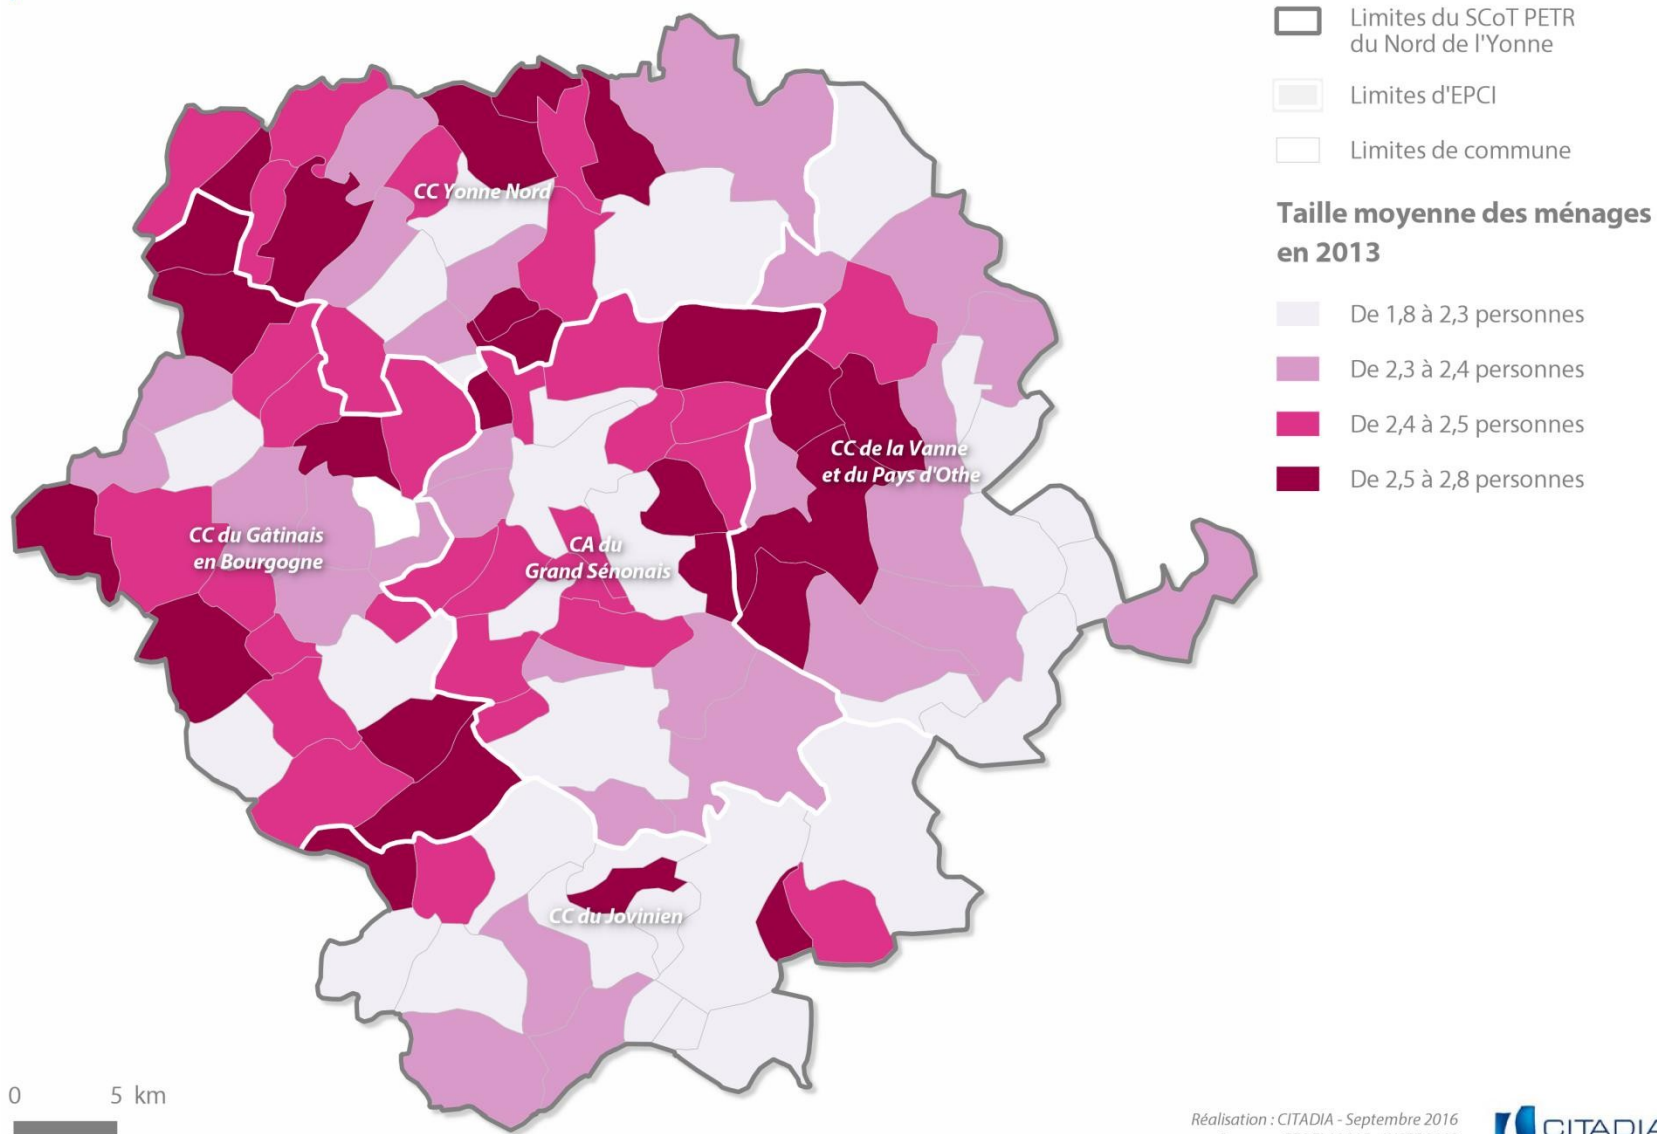 Limites du SCoT PETR
du Nord de l'Yonne
Limites d'EPCI
Limites de commune
Taille moyenne des ménages
en 2013
De 1,8 à 2,3 personnes
De 2,3 à 2,4 personnes
De 2,4 à 2,5 personnes
De 2,5 à 2,8 personnes
CC Yonne Nord
CC de la Vanne
et du Pays d'Othe
CC du Gâtinais
en Bourgogne
CA du
Grand Sénonais
CC du Jovinien
0 5 km
Réalisation : CITADIA - Septembre 2016
CITADIA